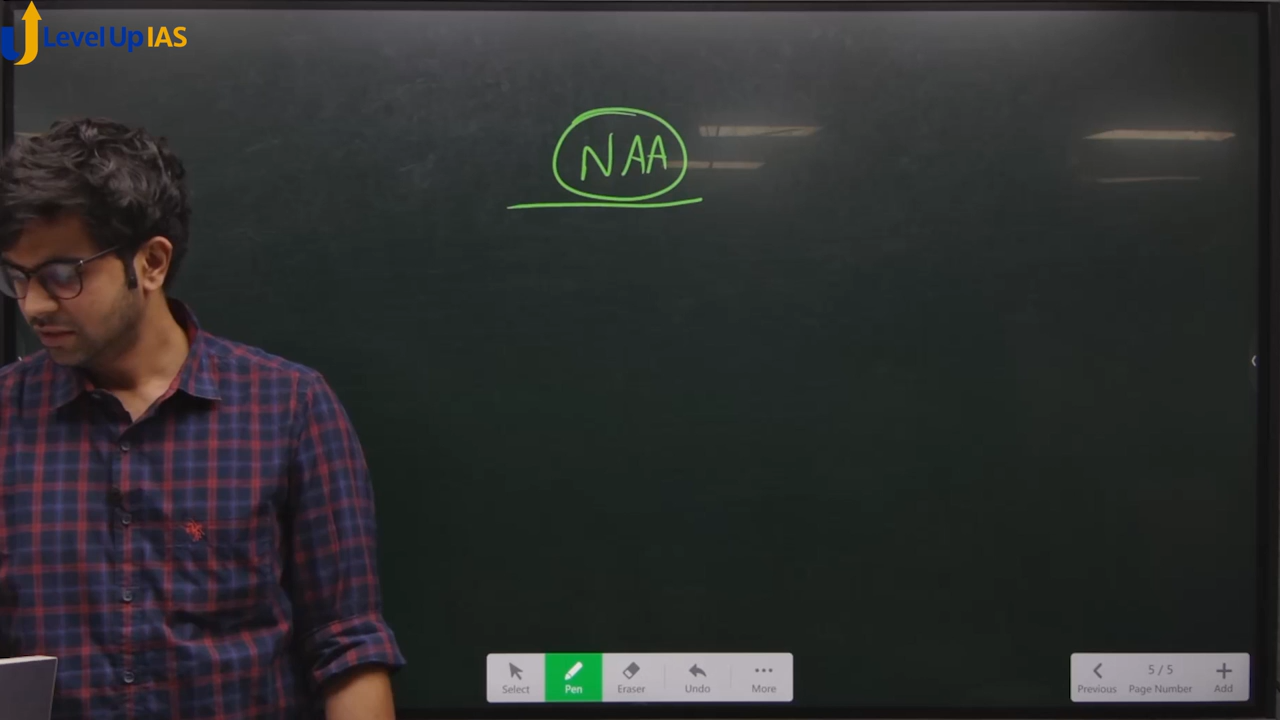 Level Up IAS
NAA
Select
Pen
Eraser
Undo
More
Previous
5 / 5
Page Number
Add